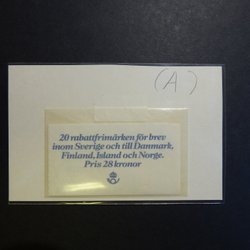 (A)
20 rabattfrimärken för brev
inom Sverige och till Danmark,
Finland, Island och Norge.
Pris 28 kronor